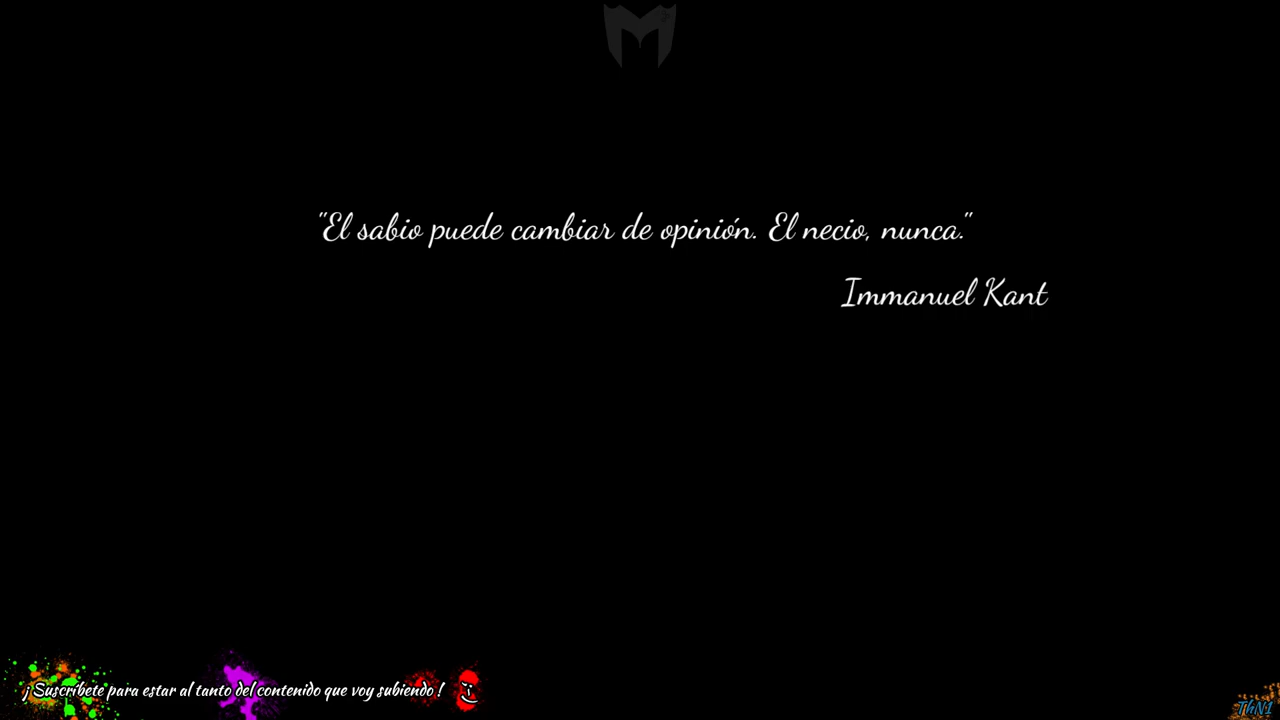 "El sabio puede cambiar de opinión. El necio, nunca."
Immanuel Kant
¡ Suscríbete para estar al tanto del contenido que voy subiendo !
ThN1